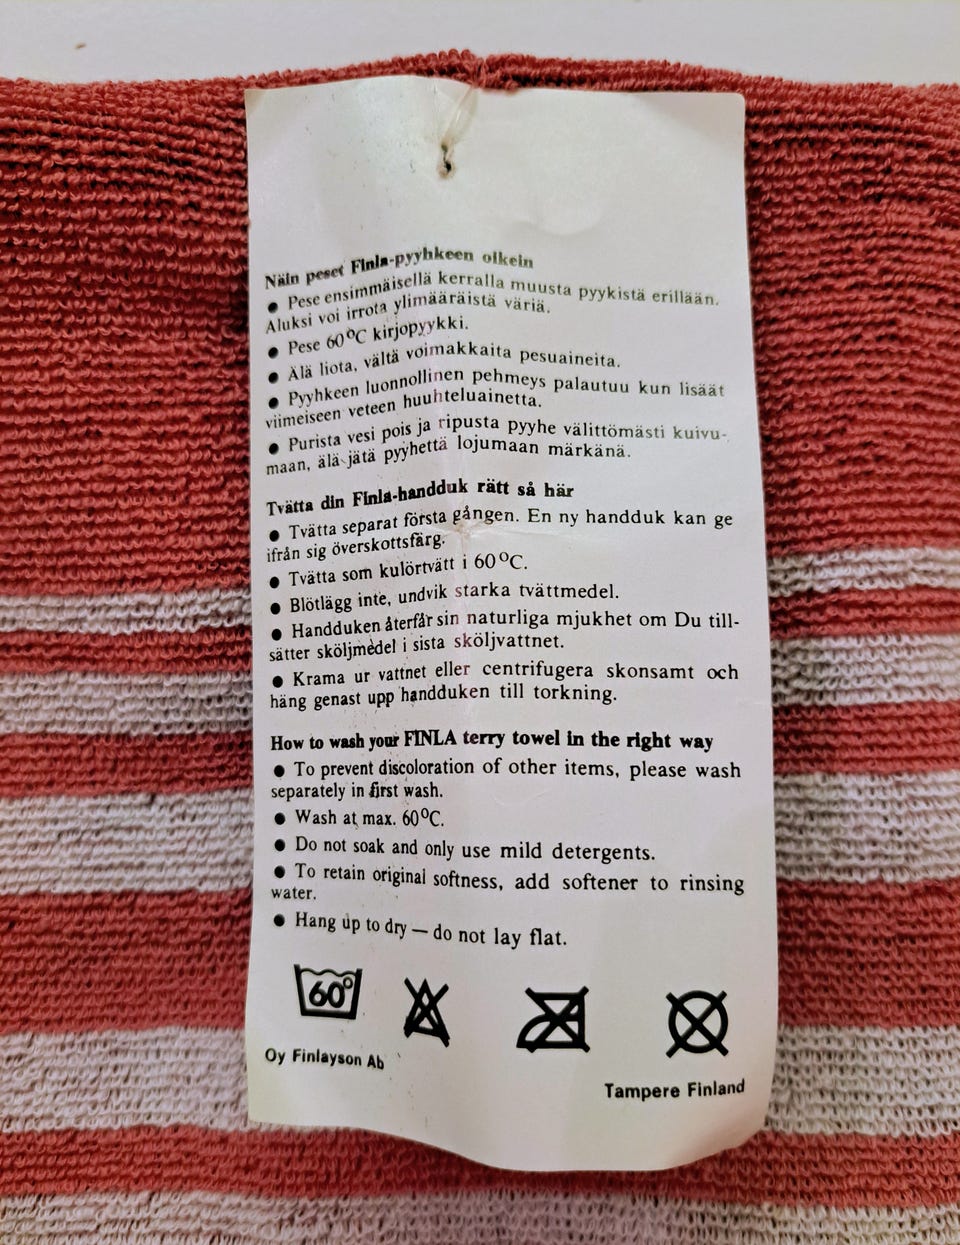 Näin peset Finla-pyyhkeen oikein
● Pese ensimmäisellä kerralla muusta pyykistä erillään.
Aluksi voi irrota ylimääräistä väriä.
● Pese 60°C kirjopyykki.
● Älä liota, vältä voimakkaita pesuaineita.
● Pyyhkeen luonnollinen pehmeys palautuu kun lisäät
viimeiseen veteen huuhteluainetta.
● Purista vesi pois ja ripusta pyyhe välittömästi kuivu-
maan, älä jätä pyyhettä lojumaan märkänä.
Tvätta din Finla-handduk rätt så här
● Tvätta separat första gången. En ny handduk kan ge
ifrån sig överskottsfärg.
● Tvätta som kulörtvätt i 60°C.
● Blötlägg inte, undvik starka tvättmedel.
● Handduken återfår sin naturliga mjukhet om Du till-
sätter sköljmedel i sista sköljvattnet.
● Krama ur vattnet eller centrifugera skonsamt och
häng genast upp handduken till torkning.
How to wash your FINLA terry towel in the right way
● To prevent discoloration of other items, please wash
separately in first wash.
● Wash at max. 60°C.
● Do not soak and only use mild detergents.
● To retain original softness, add softener to rinsing
water.
● Hang up to dry — do not lay flat.
60°
Oy Finlayson Ab
Tampere Finland